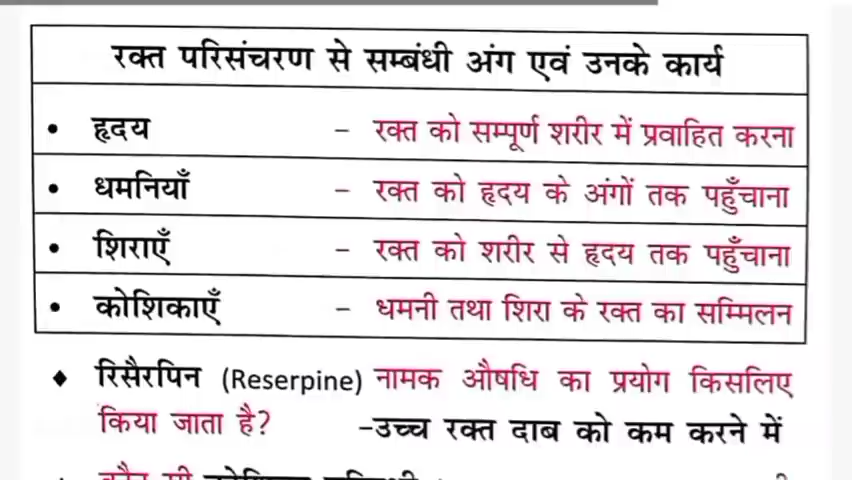 रक्त परिसंचरण से सम्बंधी अंग एवं उनके कार्य
• हृदय – रक्त को सम्पूर्ण शरीर में प्रवाहित करना
• धमनियाँ – रक्त को हृदय के अंगों तक पहुँचाना
• शिराएँ – रक्त को शरीर से हृदय तक पहुँचाना
• कोशिकाएँ – धमनी तथा शिरा के रक्त का सम्मिलन
♦ रिसैरपिन (Reserpine) नामक औषधि का प्रयोग किसलिए
किया जाता है? –उच्च रक्त दाब को कम करने में